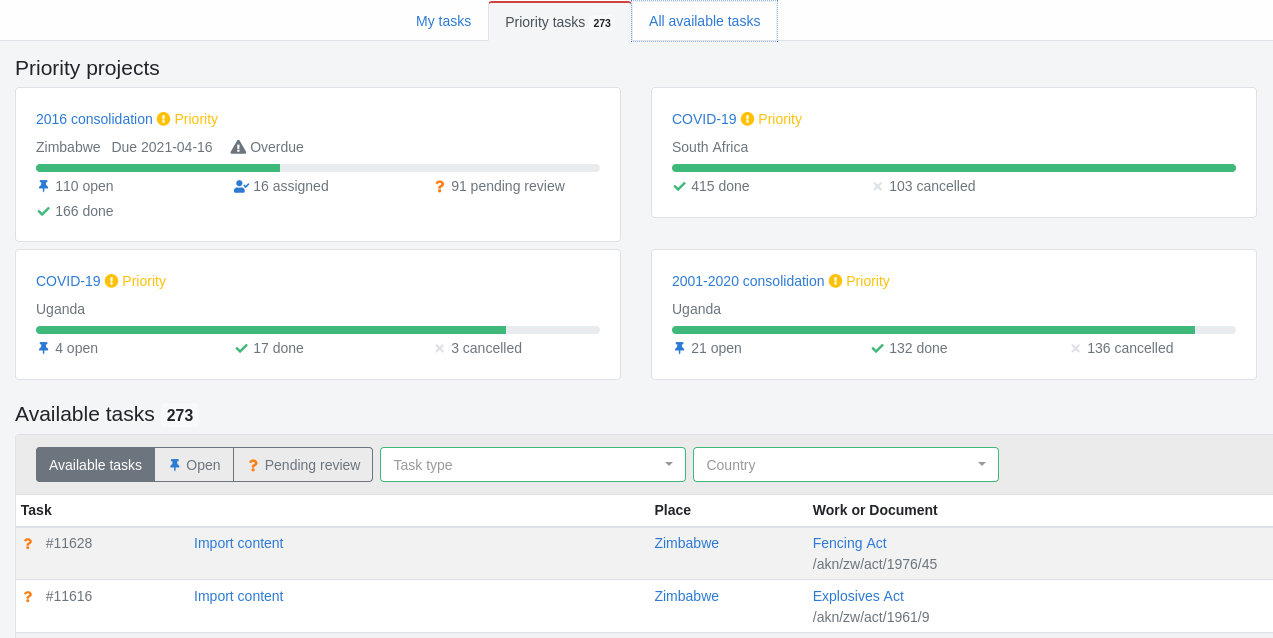 My tasks
Priority tasks 273
All available tasks
Priority projects
2016 consolidation Priority
Zimbabwe Due 2021-04-16 Overdue
110 open 16 assigned 91 pending review
166 done
COVID-19 Priority
South Africa
415 done 103 cancelled
COVID-19 Priority
Uganda
4 open 17 done 3 cancelled
2001-2020 consolidation Priority
Uganda
21 open 132 done 136 cancelled
Available tasks 273
Available tasks Open Pending review Task type Country
Task Place Work or Document
#11628 Import content Zimbabwe Fencing Act
/akn/zw/act/1976/45
#11616 Import content Zimbabwe Explosives Act
/akn/zw/act/1961/9